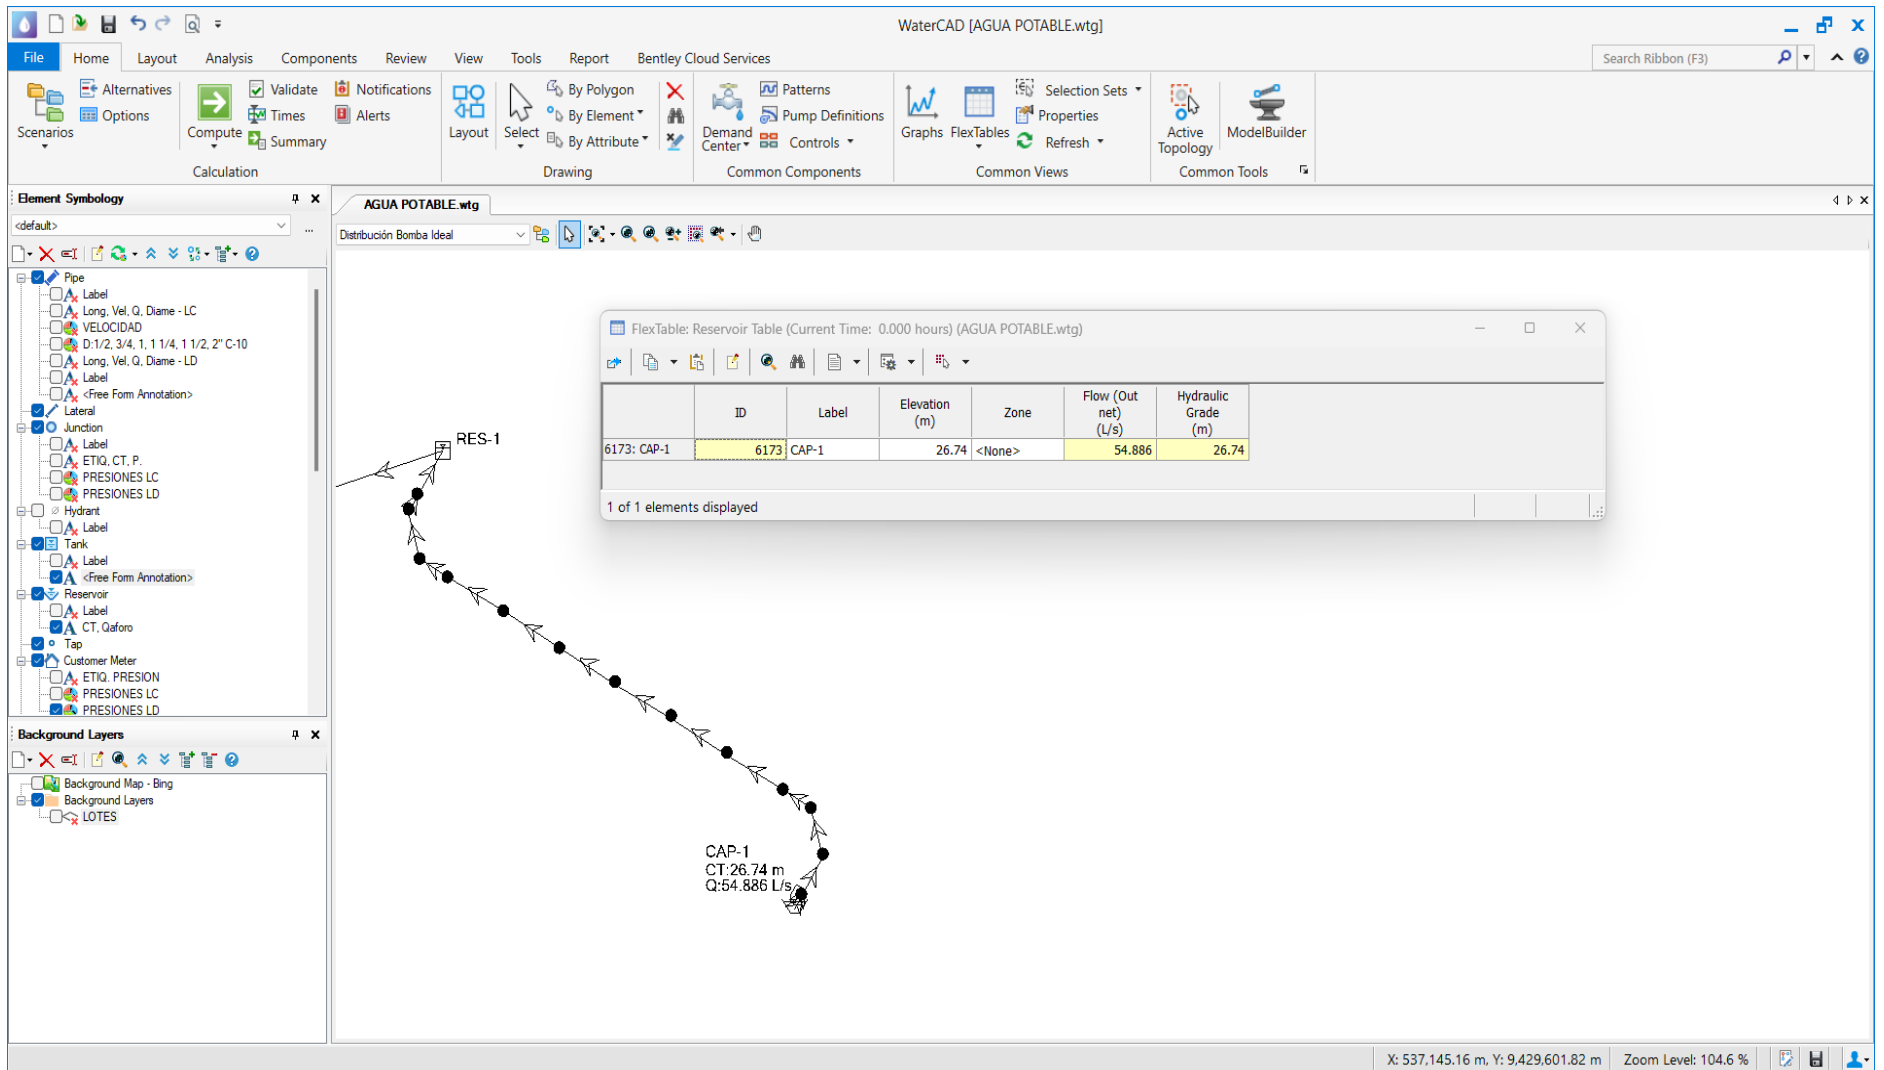 WaterCAD [AGUA POTABLE.wtg]
File Home Layout Analysis Components Review View Tools Report Bentley Cloud Services
Search Ribbon (F3)
Scenarios
Alternatives
Options
Compute
Validate
Times
Summary
Notifications
Alerts
Calculation
Layout
Select
By Polygon
By Element
By Attribute
Drawing
Demand
Center
Patterns
Pump Definitions
Controls
Common Components
Graphs
FlexTables
Selection Sets
Properties
Refresh
Common Views
Active
Topology
ModelBuilder
Common Tools
Element Symbology
<default>
...
Pipe
Label
Long, Vel, Q, Diame - LC
VELOCIDAD
D:1/2, 3/4, 1, 1 1/4, 1 1/2, 2" C-10
Long, Vel, Q, Diame - LD
Label
<Free Form Annotation>
Lateral
Junction
Label
ETIQ, CT, P.
PRESIONES LC
PRESIONES LD
Hydrant
Label
Tank
Label
<Free Form Annotation>
Reservoir
Label
CT, Qaforo
Tap
Customer Meter
ETIQ. PRESION
PRESIONES LC
PRESIONES LD
Background Layers
Background Map - Bing
Background Layers
LOTES
AGUA POTABLE.wtg
Distribución Bomba Ideal
RES-1
CAP-1
CT:26.74 m
Q:54.886 L/s
FlexTable: Reservoir Table (Current Time: 0.000 hours) (AGUA POTABLE.wtg)
ID
Label
Elevation
(m)
Zone
Flow (Out
net)
(L/s)
Hydraulic
Grade
(m)
6173: CAP-1 6173 CAP-1 26.74 <None> 54.886 26.74
1 of 1 elements displayed
X: 537,145.16 m, Y: 9,429,601.82 m Zoom Level: 104.6 %